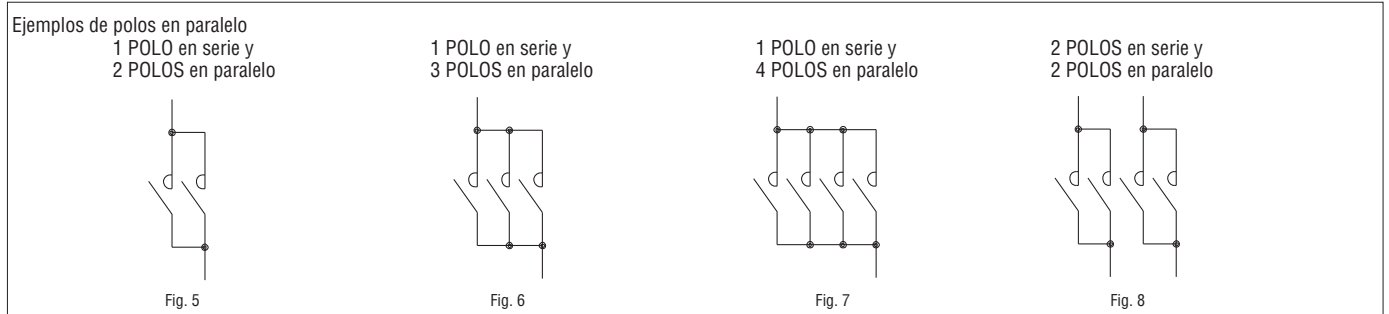 Ejemplos de polos en paralelo
1 POLO en serie y
2 POLOS en paralelo
1 POLO en serie y
3 POLOS en paralelo
1 POLO en serie y
4 POLOS en paralelo
2 POLOS en serie y
2 POLOS en paralelo
Fig. 5
Fig. 6
Fig. 7
Fig. 8